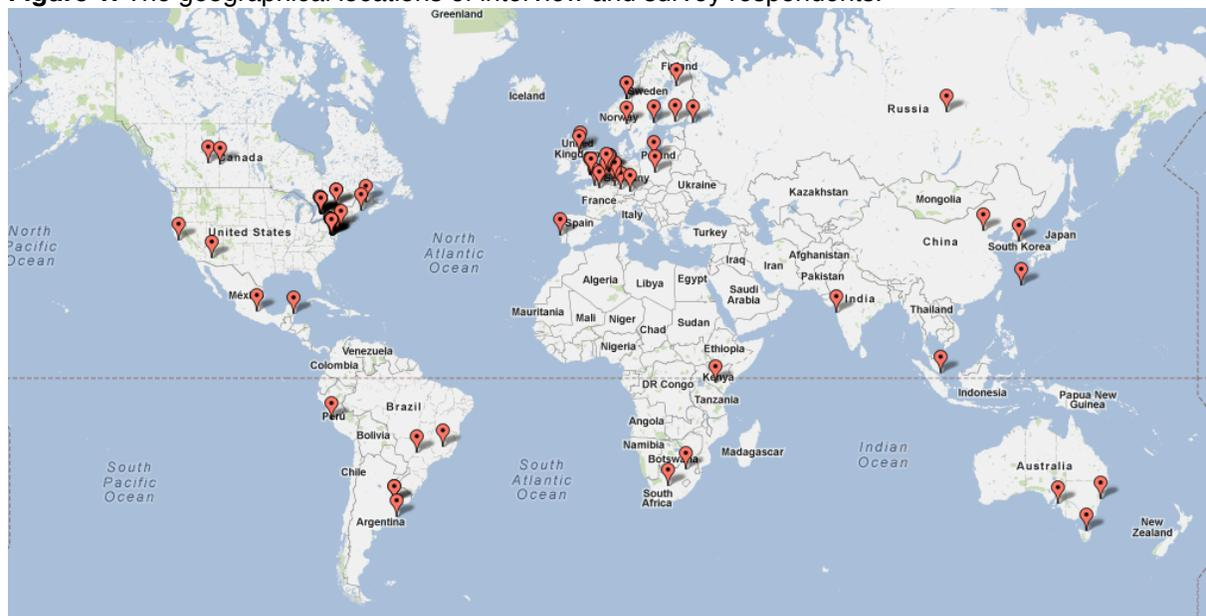 Figure 1. The geographical locations of interview and survey respondents.
Greenland
Iceland
Finland
Sweden
Norway
Russia
Canada
United
Kingdom
Poland
Germany
Ukraine
Kazakhstan
Mongolia
France
Italy
Spain
Turkey
North
Pacific
Ocean
United States
North
Atlantic
Ocean
China
South Korea
Japan
Iraq
Iran
Afghanistan
Pakistan
Algeria
Libya
Egypt
Saudi
Arabia
India
Méxi
Mauritania
Mali
Niger
Chad
Sudan
Thailand
Nigeria
Ethiopia
Venezuela
Colombia
DR Congo
Kenya
Tanzania
Indonesia
Papua New
Guinea
Peru
Brazil
Angola
Bolivia
Namibia
Botswana
Madagascar
Indian
Ocean
South
Pacific
Ocean
Chile
South
Atlantic
Ocean
South
Africa
Australia
Argentina
New
Zealand